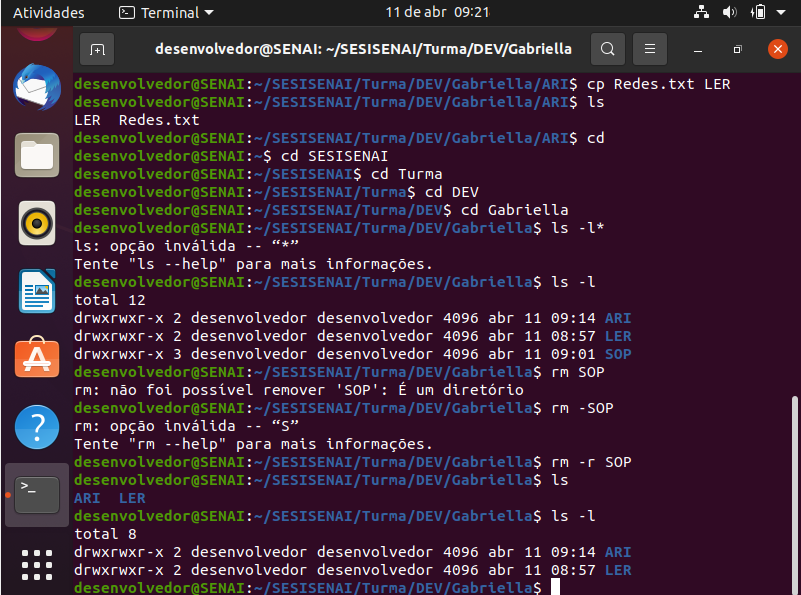 Atividades Terminal 11 de abr 09:21
desenvolvedor@SENAI: ~/SESISENAI/Turma/DEV/Gabriella
desenvolvedor@SENAI:~/SESISENAI/Turma/DEV/Gabriella/ARI$ cp Redes.txt LER
desenvolvedor@SENAI:~/SESISENAI/Turma/DEV/Gabriella/ARI$ ls
LER  Redes.txt
desenvolvedor@SENAI:~/SESISENAI/Turma/DEV/Gabriella/ARI$ cd
desenvolvedor@SENAI:~$ cd SESISENAI
desenvolvedor@SENAI:~/SESISENAI$ cd Turma
desenvolvedor@SENAI:~/SESISENAI/Turma$ cd DEV
desenvolvedor@SENAI:~/SESISENAI/Turma/DEV$ cd Gabriella
desenvolvedor@SENAI:~/SESISENAI/Turma/DEV/Gabriella$ ls -l*
ls: opção inválida -- “*”
Tente "ls --help" para mais informações.
desenvolvedor@SENAI:~/SESISENAI/Turma/DEV/Gabriella$ ls -l
total 12
drwxrwxr-x 2 desenvolvedor desenvolvedor 4096 abr 11 09:14 ARI
drwxrwxr-x 2 desenvolvedor desenvolvedor 4096 abr 11 08:57 LER
drwxrwxr-x 3 desenvolvedor desenvolvedor 4096 abr 11 09:01 SOP
desenvolvedor@SENAI:~/SESISENAI/Turma/DEV/Gabriella$ rm SOP
rm: não foi possível remover 'SOP': É um diretório
desenvolvedor@SENAI:~/SESISENAI/Turma/DEV/Gabriella$ rm -SOP
rm: opção inválida -- “S”
Tente "rm --help" para mais informações.
desenvolvedor@SENAI:~/SESISENAI/Turma/DEV/Gabriella$ rm -r SOP
desenvolvedor@SENAI:~/SESISENAI/Turma/DEV/Gabriella$ ls
ARI  LER
desenvolvedor@SENAI:~/SESISENAI/Turma/DEV/Gabriella$ ls -l
total 8
drwxrwxr-x 2 desenvolvedor desenvolvedor 4096 abr 11 09:14 ARI
drwxrwxr-x 2 desenvolvedor desenvolvedor 4096 abr 11 08:57 LER
desenvolvedor@SENAI:~/SESISENAI/Turma/DEV/Gabriella$